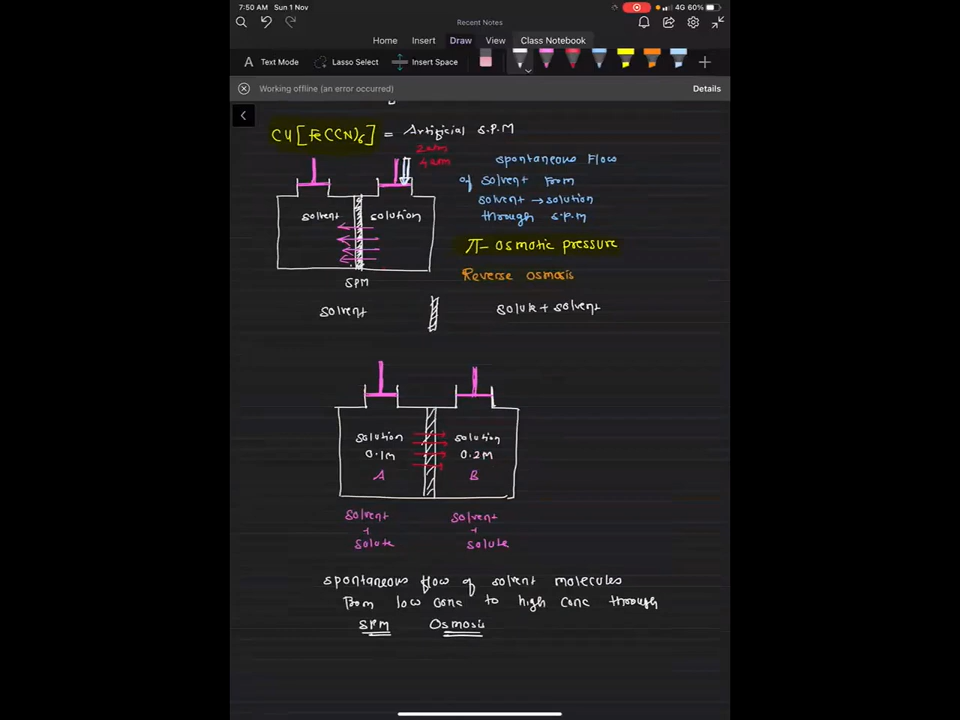 7:50 AM Sun 1 Nov
4G 60%
Recent Notes
Home Insert Draw View Class Notebook
Text Mode Lasso Select Insert Space
Working offline (an error occurred) Details
Cu[Fe(CN)6] = Artificial S.P.M
2atm
4atm
spontaneous Flow
of solvent form
solvent → solution
through S.P.M
solvent solution
π- osmotic pressure
Reverse osmosis
SPM
solvent
solute + solvent
solution solution
0.1M 0.2M
A B
solvent solvent
+ +
solute solute
spontaneous flow of solvent molecules
From low conc to high conc through
SPM Osmosis